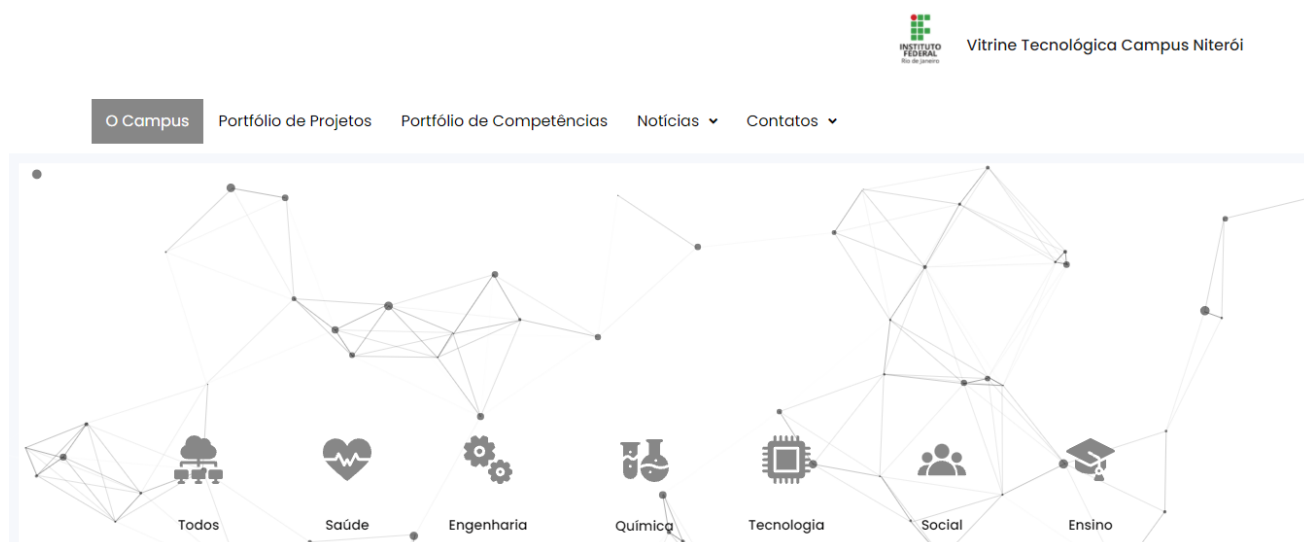 INSTITUTO
FEDERAL
Rio de Janeiro
Vitrine Tecnológica Campus Niterói
O Campus Portfólio de Projetos Portfólio de Competências Notícias Contatos
Todos Saúde Engenharia Química Tecnologia Social Ensino